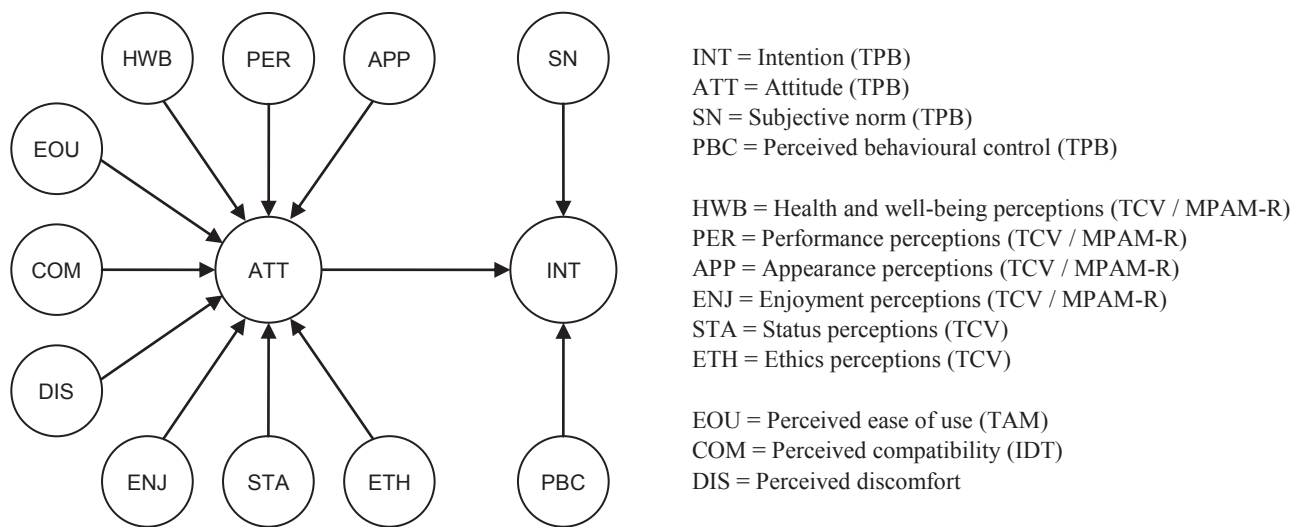 HWB PER APP SN
EOU
COM ATT INT
DIS
ENJ STA ETH PBC
INT = Intention (TPB)
ATT = Attitude (TPB)
SN = Subjective norm (TPB)
PBC = Perceived behavioural control (TPB)
HWB = Health and well-being perceptions (TCV / MPAM-R)
PER = Performance perceptions (TCV / MPAM-R)
APP = Appearance perceptions (TCV / MPAM-R)
ENJ = Enjoyment perceptions (TCV / MPAM-R)
STA = Status perceptions (TCV)
ETH = Ethics perceptions (TCV)
EOU = Perceived ease of use (TAM)
COM = Perceived compatibility (IDT)
DIS = Perceived discomfort